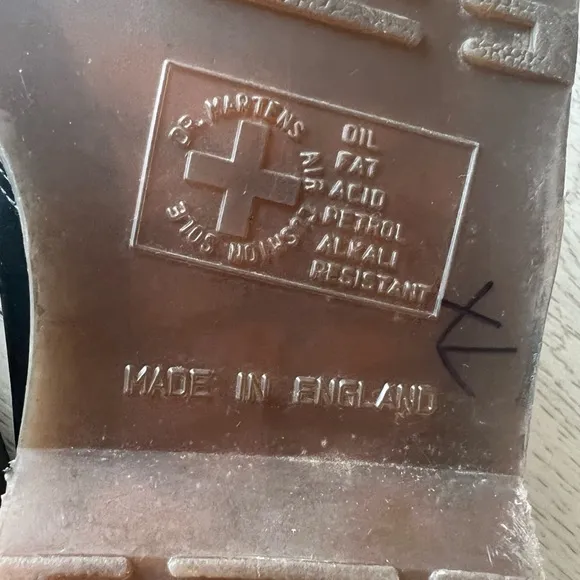 DR. MARTENS
AIR CUSHION SOLE
OIL
FAT
ACID
PETROL
ALKALI
RESISTANT
MADE IN ENGLAND